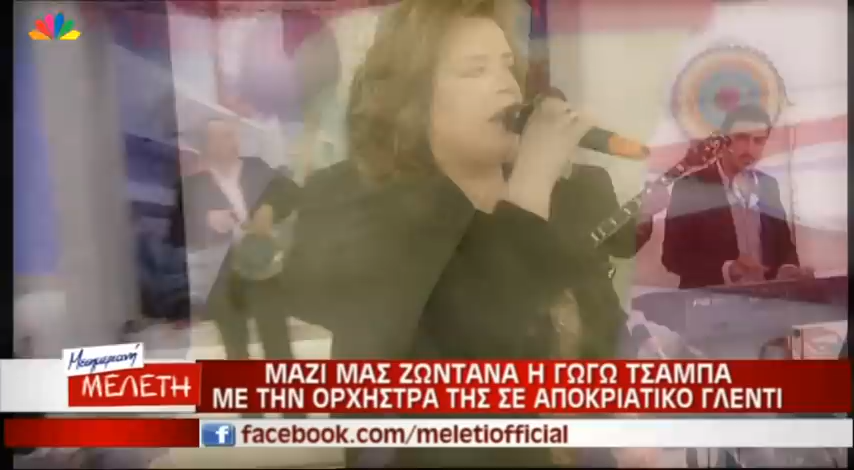 Μεσημεριανή
ΜΕΛΕΤΗ
ΜΑΖΙ ΜΑΣ ΖΩΝΤΑΝΑ Η ΓΩΓΩ ΤΣΑΜΠΑ
ΜΕ ΤΗΝ ΟΡΧΗΣΤΡΑ ΤΗΣ ΣΕ ΑΠΟΚΡΙΑΤΙΚΟ ΓΛΕΝΤΙ
facebook.com/meletiofficial